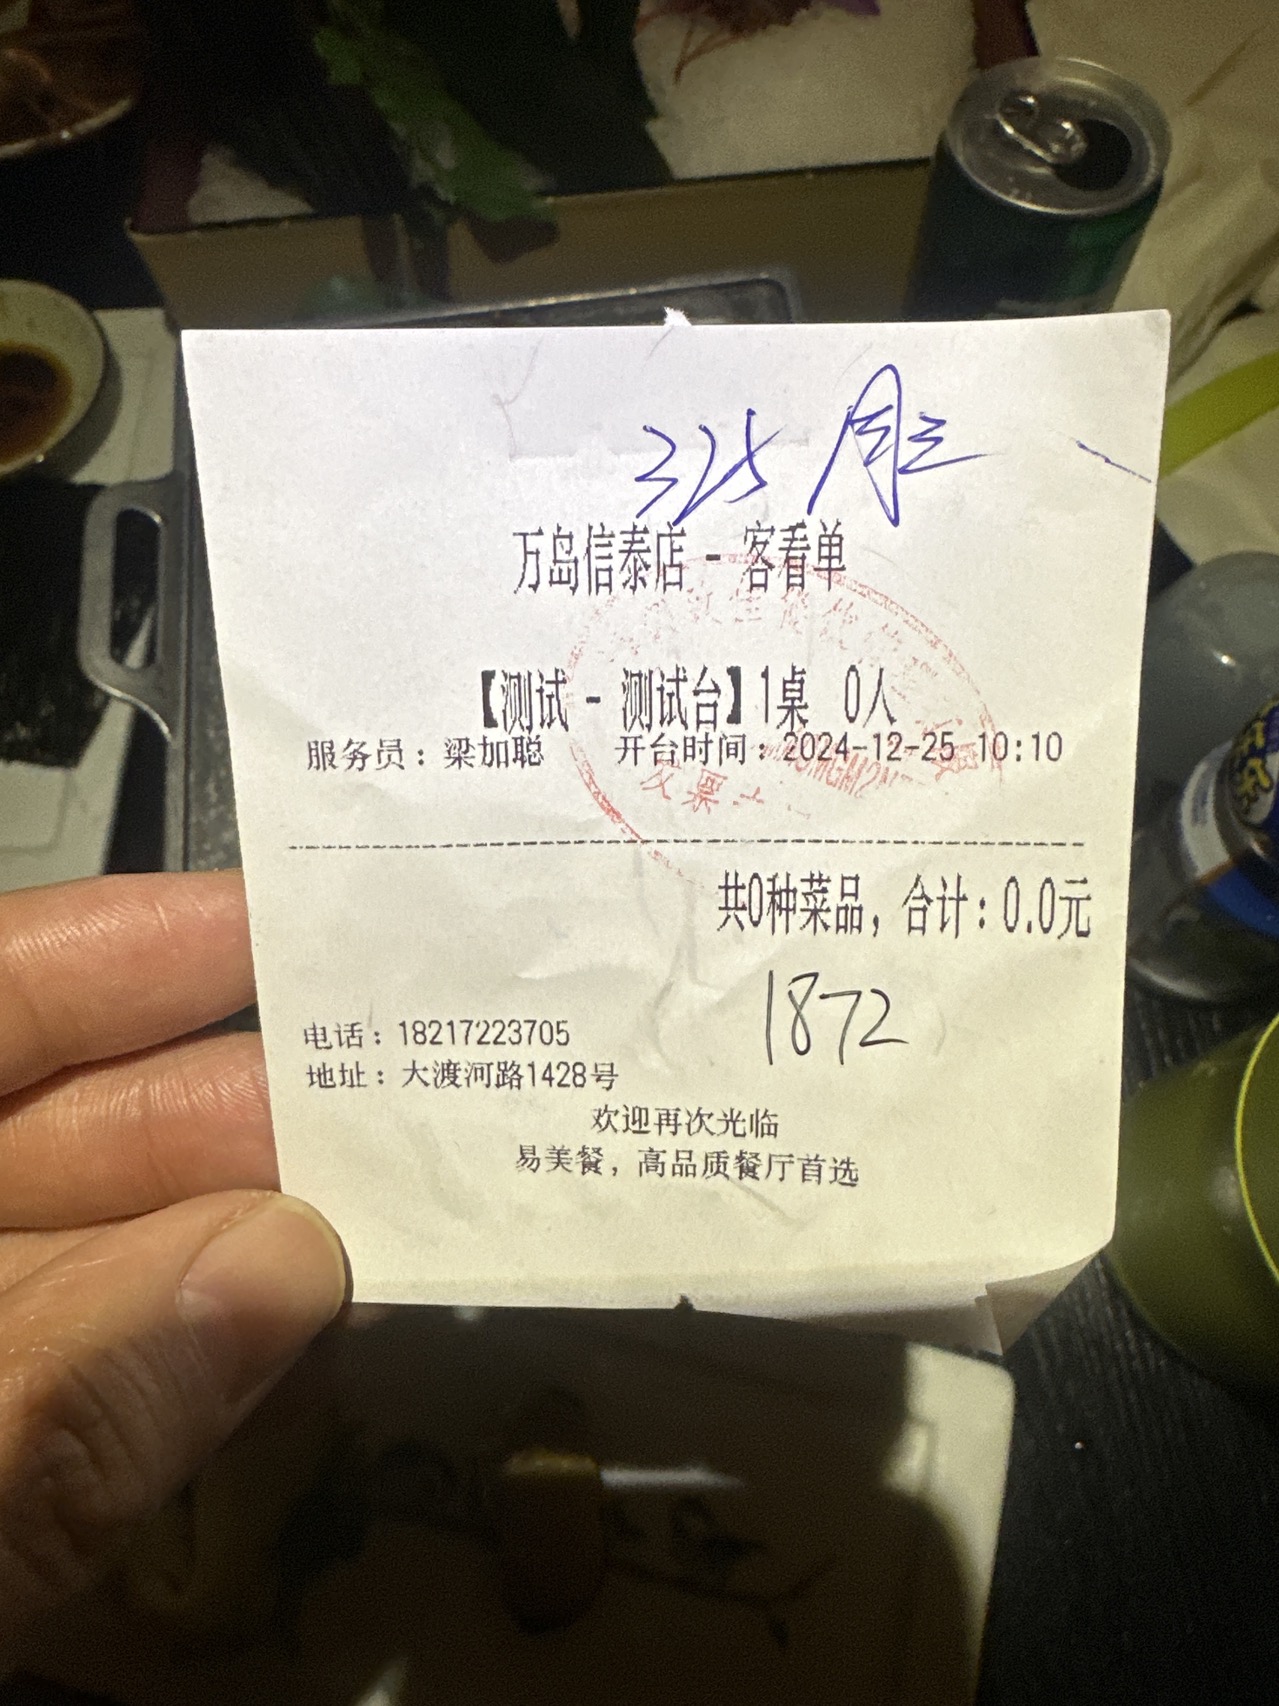 325 周三
万岛信泰店 - 客看单
【测试 - 测试台】1桌 0人
服务员：梁加聪 开台时间：2024-12-25 10:10
共0种菜品，合计：0.0元
1872
电话：18217223705
地址：大渡河路1428号
欢迎再次光临
易美餐，高品质餐厅首选